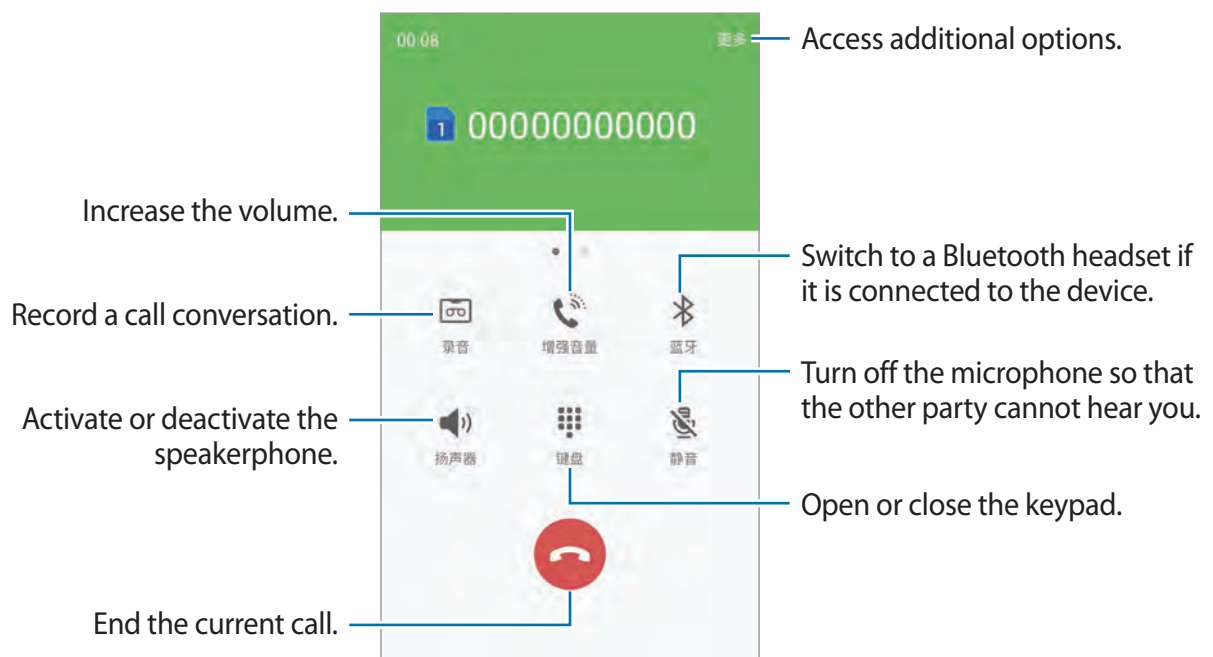 00:08
更多
Access additional options.
1 00000000000
Increase the volume.
Switch to a Bluetooth headset if
it is connected to the device.
Record a call conversation.
录音
增强音量
蓝牙
Turn off the microphone so that
the other party cannot hear you.
Activate or deactivate the
speakerphone.
扬声器
键盘
静音
Open or close the keypad.
End the current call.